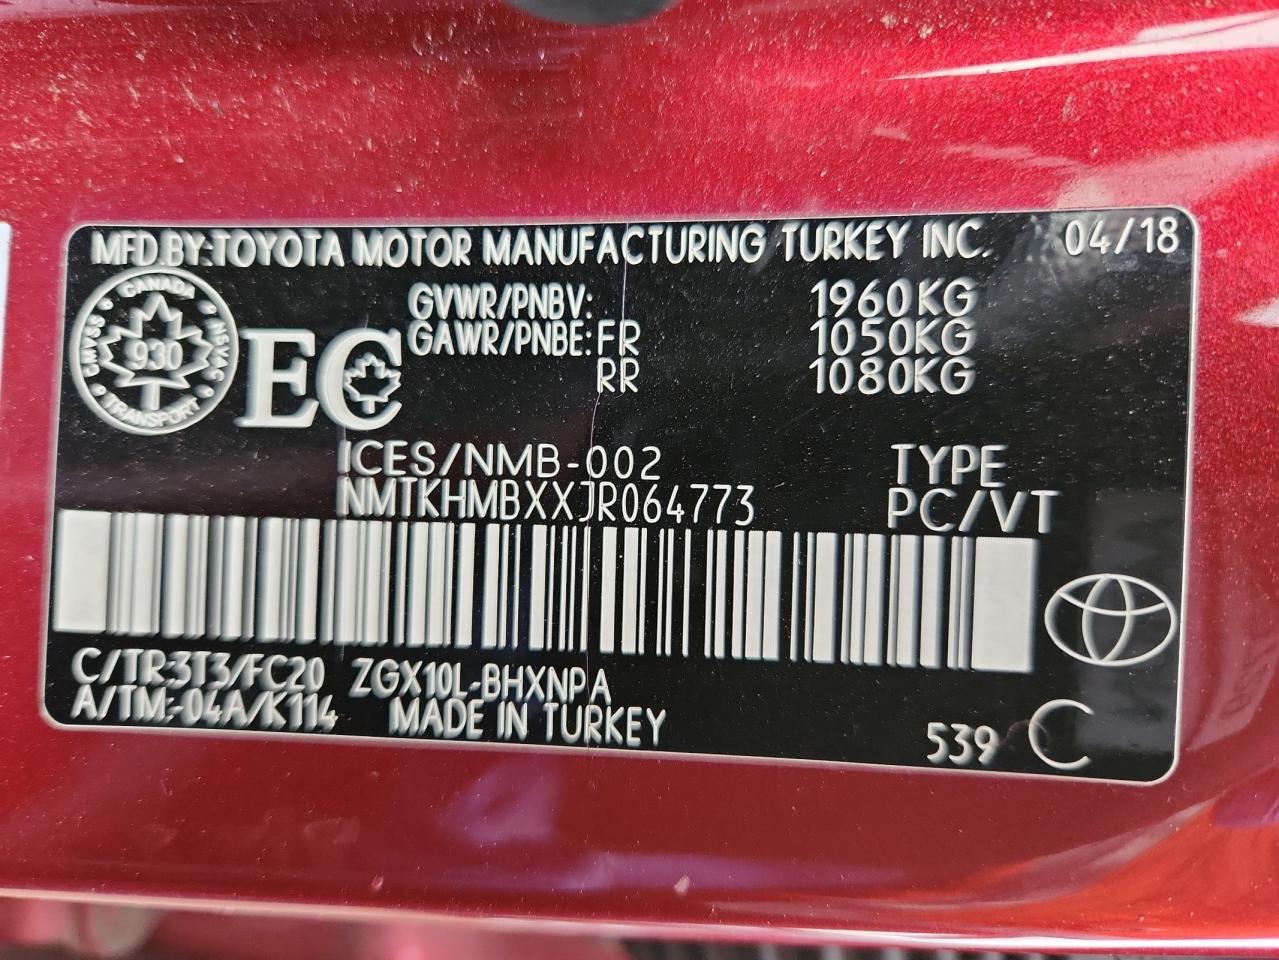 MFD.BY:TOYOTA MOTOR MANUFACTURING TURKEY INC. 04/18
GVWR/PNBV: 1960KG
GAWR/PNBE: FR 1050KG
RR 1080KG
CANADA
CMVSS 930 NSVAC
TRANSPORT
EC
ICES/NMB-002 TYPE
NMTKHMBXXJR064773 PC/VT
C/TR:3T3/FC20 ZGX10L-BHXNPA
A/TM:-04A/K114 MADE IN TURKEY
539 C